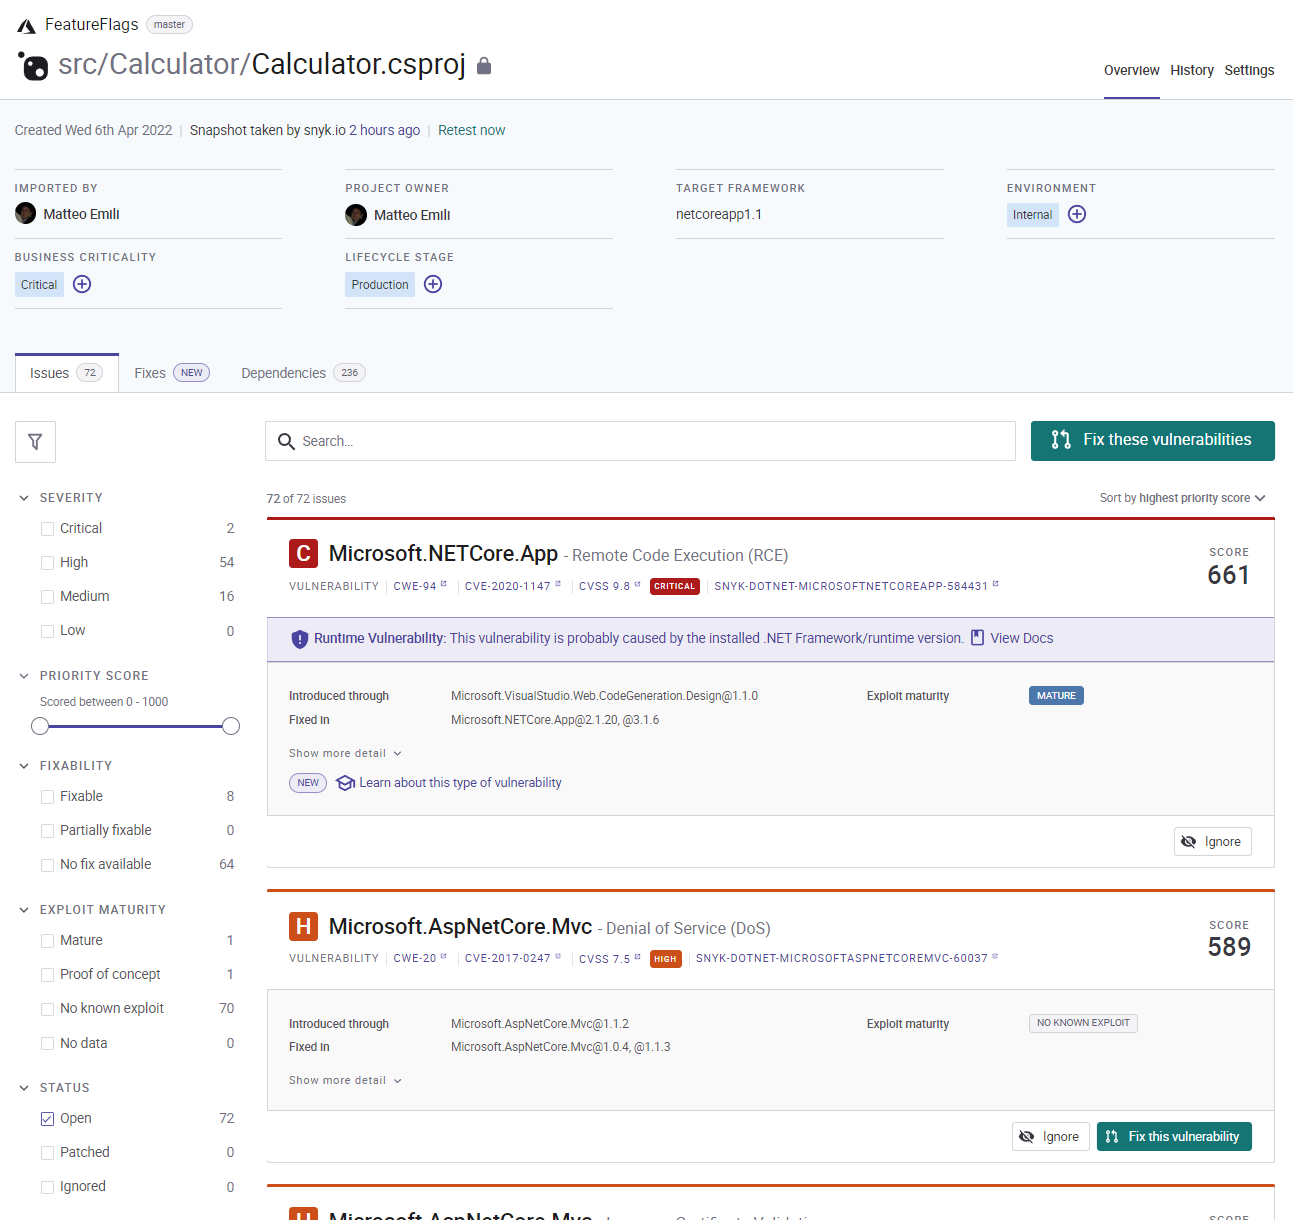 FeatureFlags master
src/Calculator/Calculator.csproj
Overview History Settings
Created Wed 6th Apr 2022 | Snapshot taken by snyk.io 2 hours ago | Retest now
IMPORTED BY
Matteo Emili
PROJECT OWNER
Matteo Emili
TARGET FRAMEWORK
netcoreapp1.1
ENVIRONMENT
Internal
BUSINESS CRITICALITY
Critical
LIFECYCLE STAGE
Production
Issues 72 Fixes NEW Dependencies 236
Search...
Fix these vulnerabilities
SEVERITY
Critical 2
High 54
Medium 16
Low 0
PRIORITY SCORE
Scored between 0 - 1000
FIXABILITY
Fixable 8
Partially fixable 0
No fix available 64
EXPLOIT MATURITY
Mature 1
Proof of concept 1
No known exploit 70
No data 0
STATUS
Open 72
Patched 0
Ignored 0
72 of 72 issues
Sort by highest priority score
C Microsoft.NETCore.App - Remote Code Execution (RCE)
SCORE
661
VULNERABILITY | CWE-94 | CVE-2020-1147 | CVSS 9.8 CRITICAL | SNYK-DOTNET-MICROSOFTNETCOREAPP-584431
Runtime Vulnerability: This vulnerability is probably caused by the installed .NET Framework/runtime version. View Docs
Introduced through Microsoft.VisualStudio.Web.CodeGeneration.Design@1.1.0 Exploit maturity MATURE
Fixed in Microsoft.NETCore.App@2.1.20, @3.1.6
Show more detail
NEW Learn about this type of vulnerability
Ignore
H Microsoft.AspNetCore.Mvc - Denial of Service (DoS)
SCORE
589
VULNERABILITY | CWE-20 | CVE-2017-0247 | CVSS 7.5 HIGH | SNYK-DOTNET-MICROSOFTASPNETCOREMVC-60037
Introduced through Microsoft.AspNetCore.Mvc@1.1.2 Exploit maturity NO KNOWN EXPLOIT
Fixed in Microsoft.AspNetCore.Mvc@1.0.4, @1.1.3
Show more detail
Ignore Fix this vulnerability
H Microsoft.AspNetCore.Mvc - Certificate Validation
SCORE